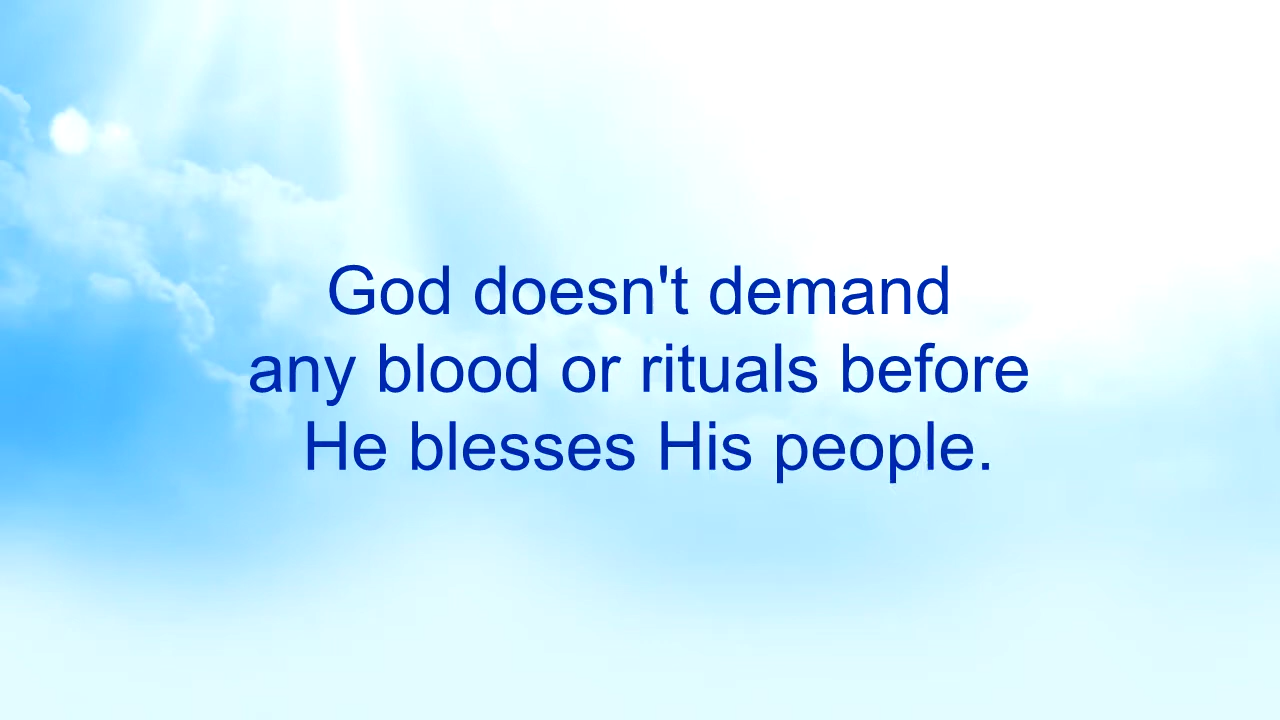 God doesn't demand
any blood or rituals before
He blesses His people.